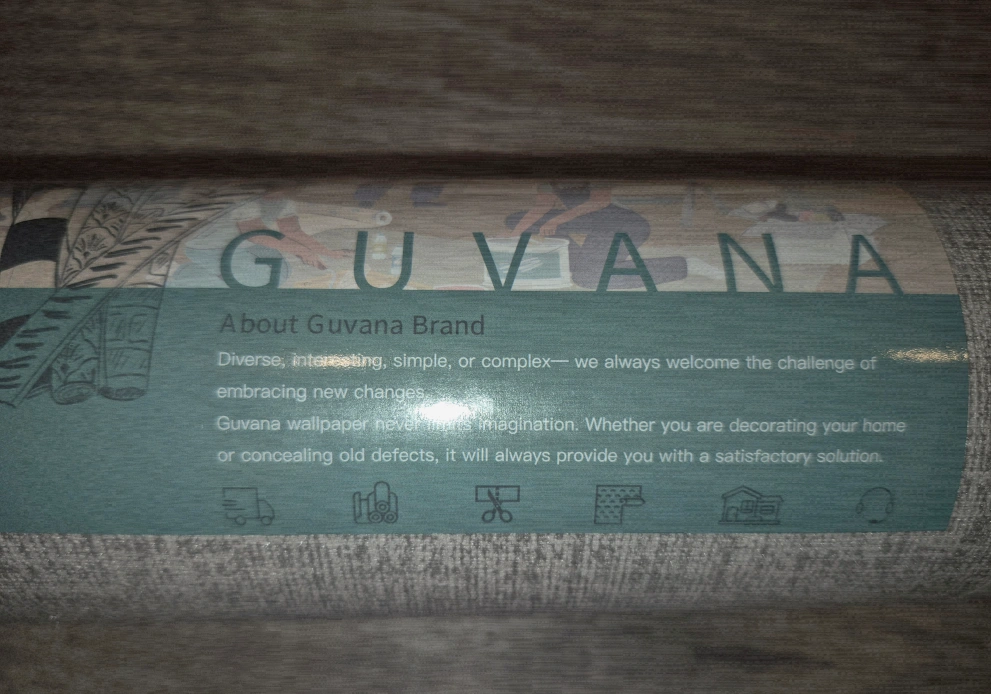 GUVANA
About Guvana Brand
Diverse, interesting, simple, or complex— we always welcome the challenge of
embracing new changes.
Guvana wallpaper never limits imagination. Whether you are decorating your home
or concealing old defects, it will always provide you with a satisfactory solution.